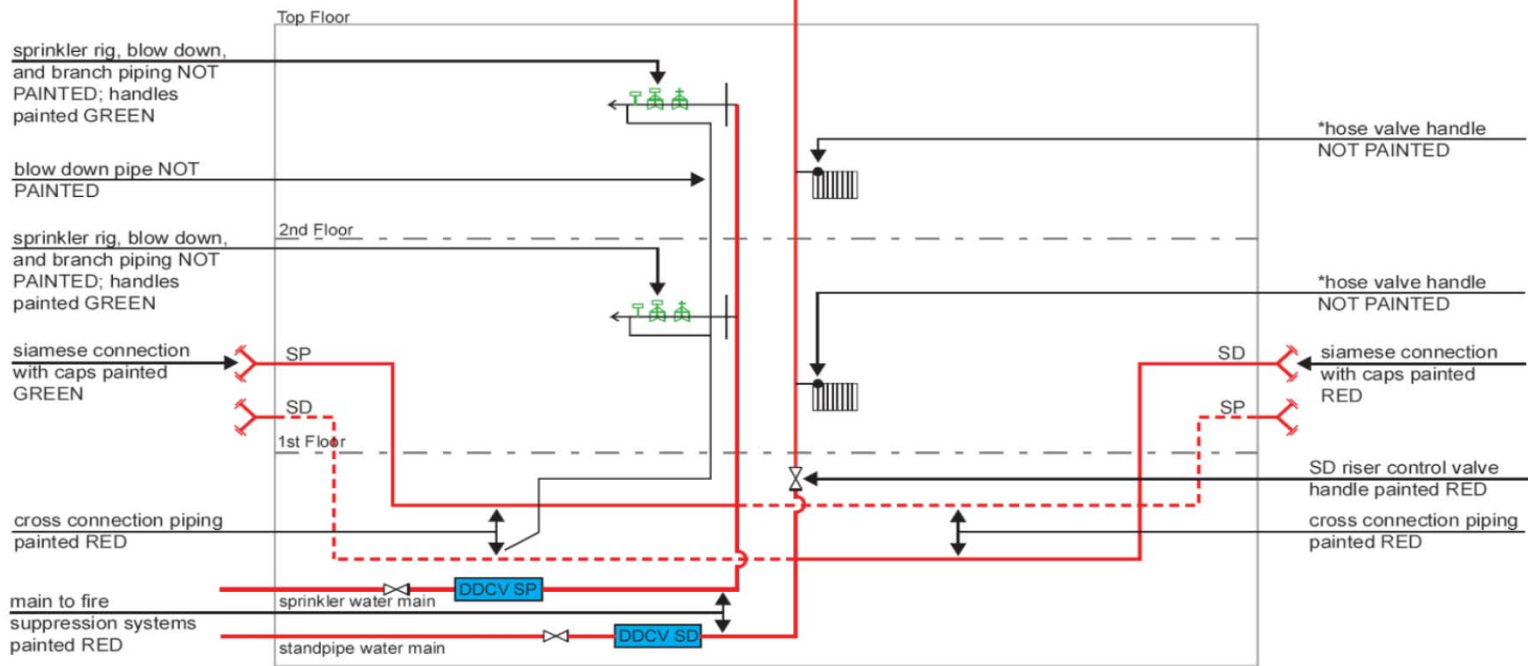 Top Floor
sprinkler rig, blow down,
and branch piping NOT
PAINTED; handles
painted GREEN
*hose valve handle
NOT PAINTED
blow down pipe NOT
PAINTED
2nd Floor
sprinkler rig, blow down,
and branch piping NOT
PAINTED; handles
painted GREEN
*hose valve handle
NOT PAINTED
siamese connection
with caps painted
GREEN
SP
SD
SD
SP
siamese connection
with caps painted
RED
1st Floor
SD riser control valve
handle painted RED
cross connection piping
painted RED
cross connection piping
painted RED
DDCV SP
sprinkler water main
main to fire
suppression systems
painted RED
DDCV SD
standpipe water main